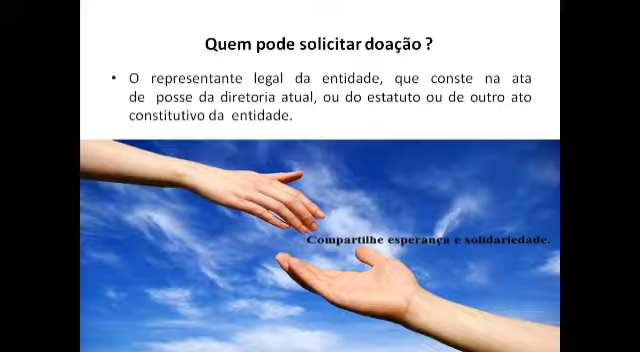 Quem pode solicitar doação ?
• O representante legal da entidade, que conste na ata
de posse da diretoria atual, ou do estatuto ou de outro ato
constitutivo da entidade.
Compartilhe esperança e solidariedade.